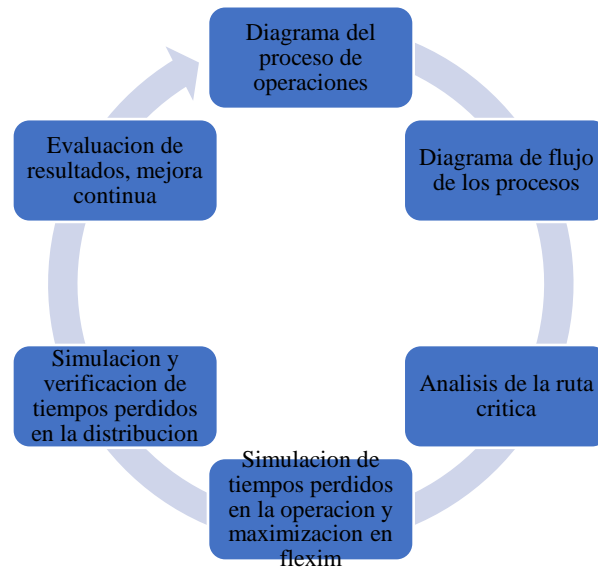 Diagrama del
proceso de
operaciones
Diagrama de flujo
de los procesos
Analisis de la ruta
critica
Simulacion de
tiempos perdidos
en la operacion y
maximizacion en
flexim
Simulacion y
verificacion de
tiempos perdidos
en la distribucion
Evaluacion de
resultados, mejora
continua